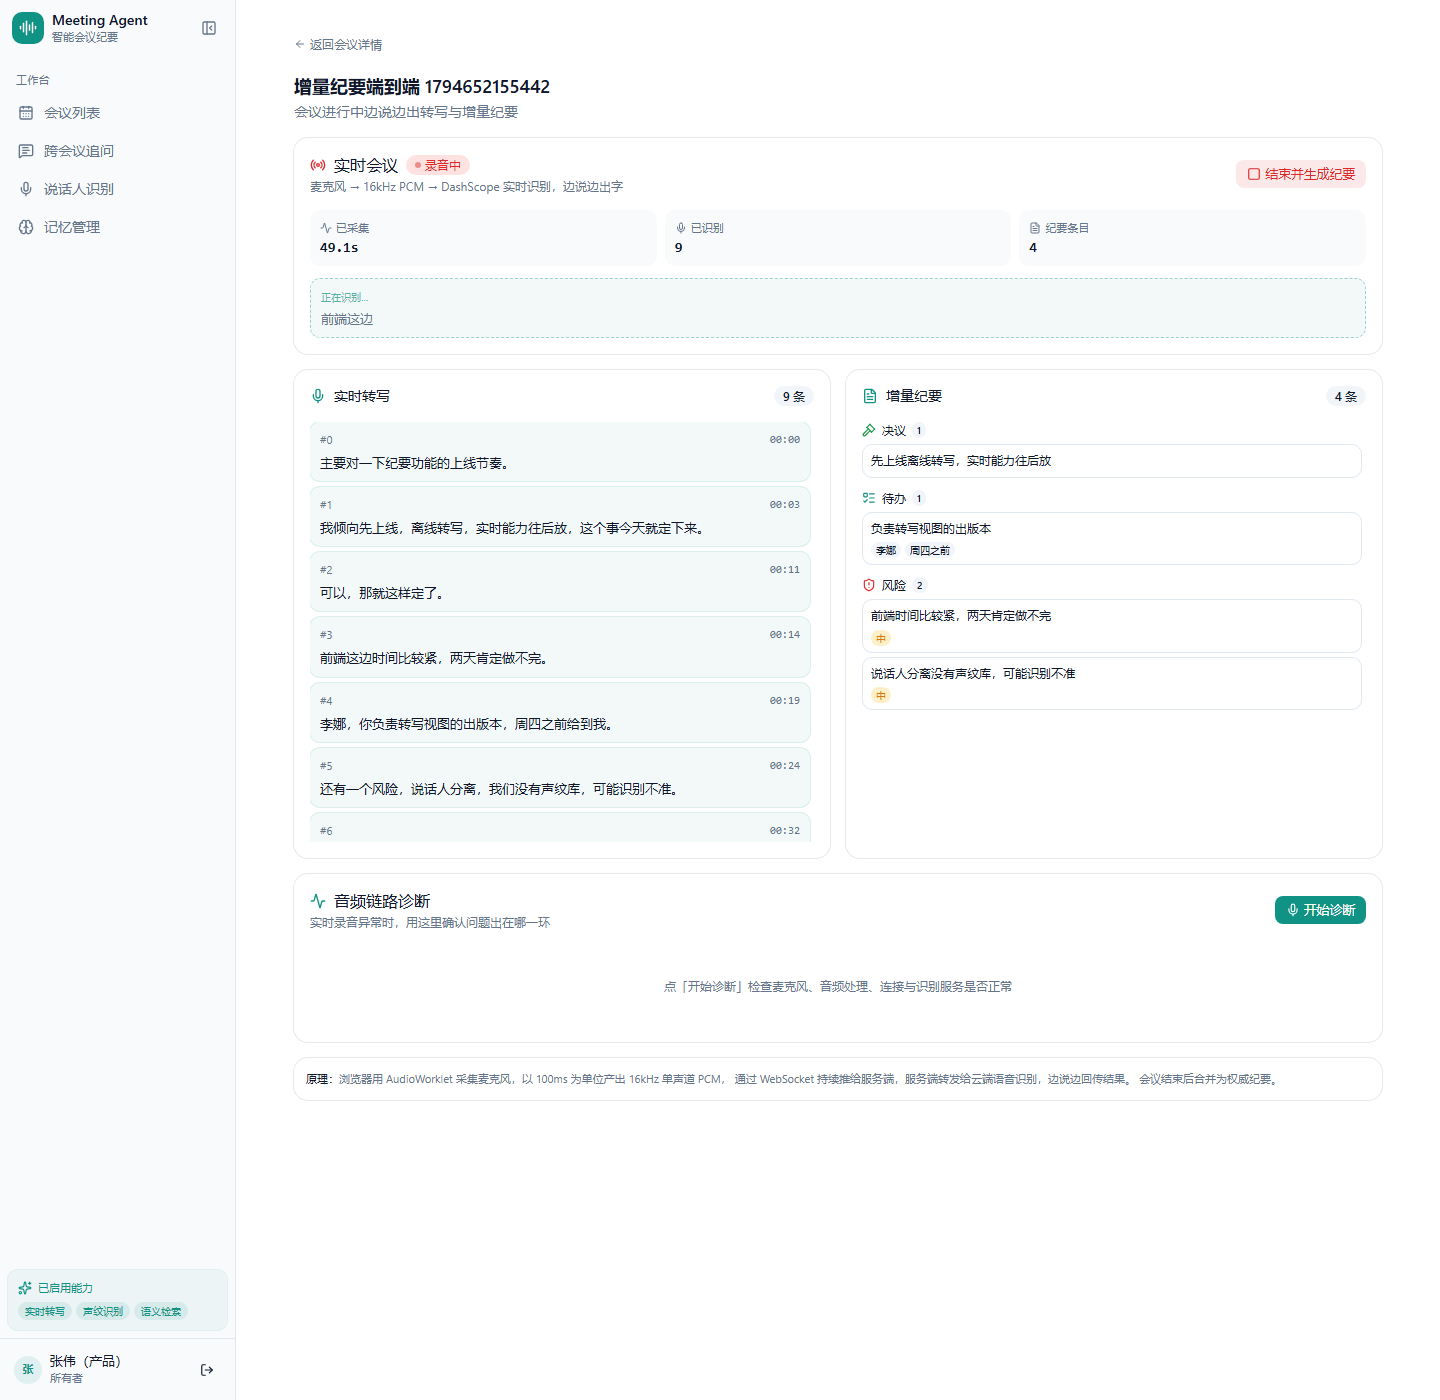 Meeting Agent
智能会议纪要
工作台
会议列表
跨会议追问
说话人识别
记忆管理
已启用能力
实时转写 声纹识别 语义检索
张
张伟（产品）
所有者
← 返回会议详情
增量纪要端到端 1794652155442
会议进行中边说边出转写与增量纪要
实时会议 录音中
麦克风 → 16kHz PCM → DashScope 实时识别，边说边出字
结束并生成纪要
已采集
49.1s
已识别
9
纪要条目
4
正在识别...
前端这边
实时转写 9 条
#0 00:00
主要对一下纪要功能的上线节奏。
#1 00:03
我倾向先上线，离线转写，实时能力往后放，这个事今天就定下来。
#2 00:11
可以，那就这样定了。
#3 00:14
前端这边时间比较紧，两天肯定做不完。
#4 00:19
李娜，你负责转写视图的出版本，周四之前给到我。
#5 00:24
还有一个风险，说话人分离，我们没有声纹库，可能识别不准。
#6 00:32
增量纪要 4 条
决议 1
先上线离线转写，实时能力往后放
待办 1
负责转写视图的出版本
李娜 周四之前
风险 2
前端时间比较紧，两天肯定做不完
中
说话人分离没有声纹库，可能识别不准
中
音频链路诊断
实时录音异常时，用这里确认问题出在哪一环
开始诊断
点「开始诊断」检查麦克风、音频处理、连接与识别服务是否正常
原理：浏览器用 AudioWorklet 采集麦克风，以 100ms 为单位产出 16kHz 单声道 PCM， 通过 WebSocket 持续推给服务端，服务端转发给云端语音识别，边说边回传结果。 会议结束后合并为权威纪要。